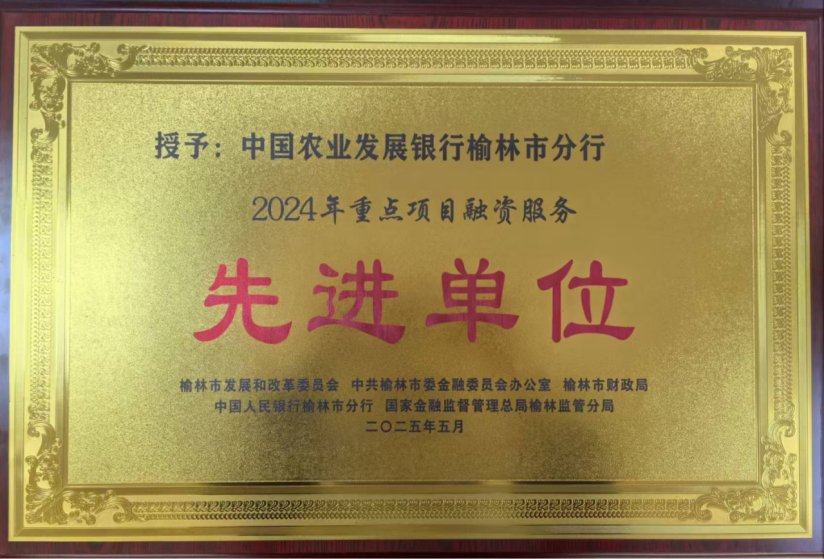 授予：中国农业发展银行榆林市分行
2024年重点项目融资服务
先进单位
榆林市发展和改革委员会 中共榆林市委金融委员会办公室 榆林市财政局
中国人民银行榆林市分行 国家金融监督管理总局榆林监管分局
二〇二五年五月